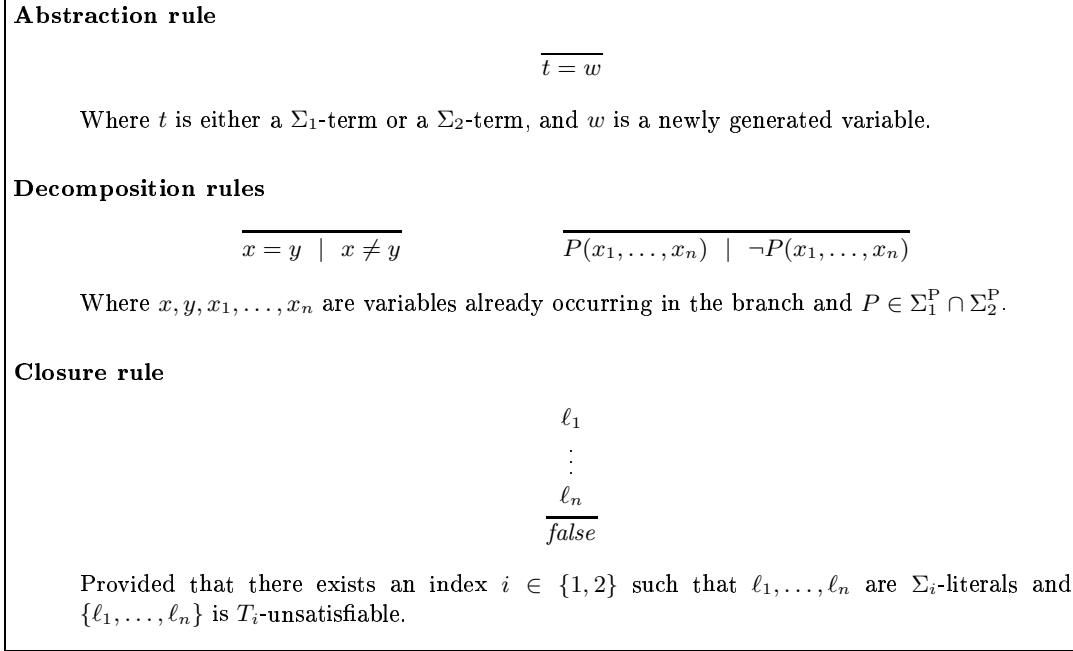 Abstraction rule
t = w
Where t is either a Σ₁-term or a Σ₂-term, and w is a newly generated variable.
Decomposition rules
x = y | x ≠ y    P(x₁, . . . , xₙ) | ¬P(x₁, . . . , xₙ)
Where x, y, x₁, . . . , xₙ are variables already occurring in the branch and P ∈ Σ₁ᴾ ∩ Σ₂ᴾ.
Closure rule
ℓ₁
⋮
ℓₙ
false
Provided that there exists an index i ∈ {1, 2} such that ℓ₁, . . . , ℓₙ are Σᵢ-literals and
{ℓ₁, . . . , ℓₙ} is Tᵢ-unsatisfiable.